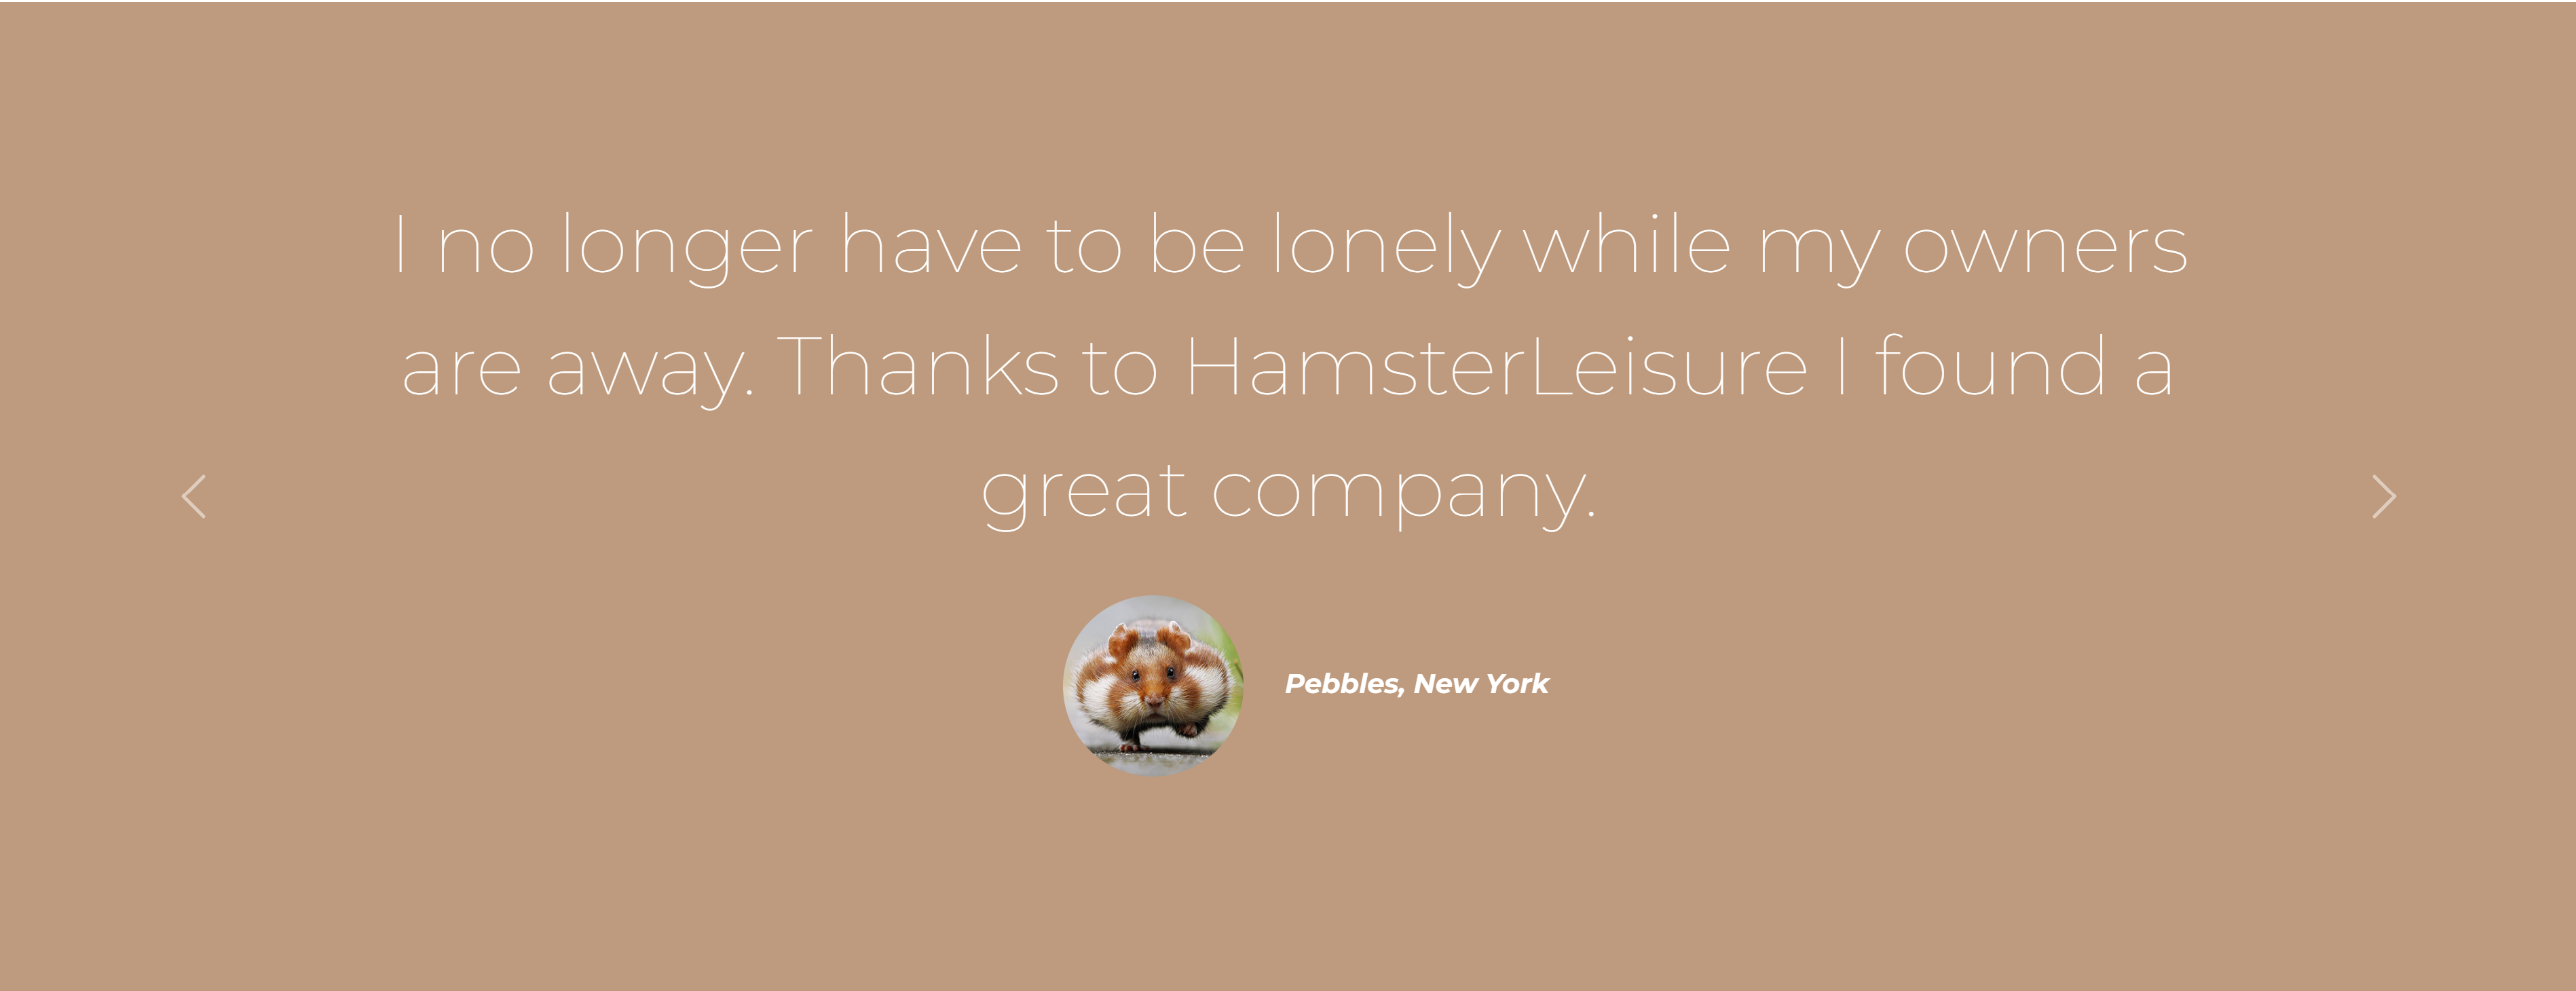 I no longer have to be lonely while my owners
are away. Thanks to HamsterLeisure I found a
great company.
Pebbles, New York